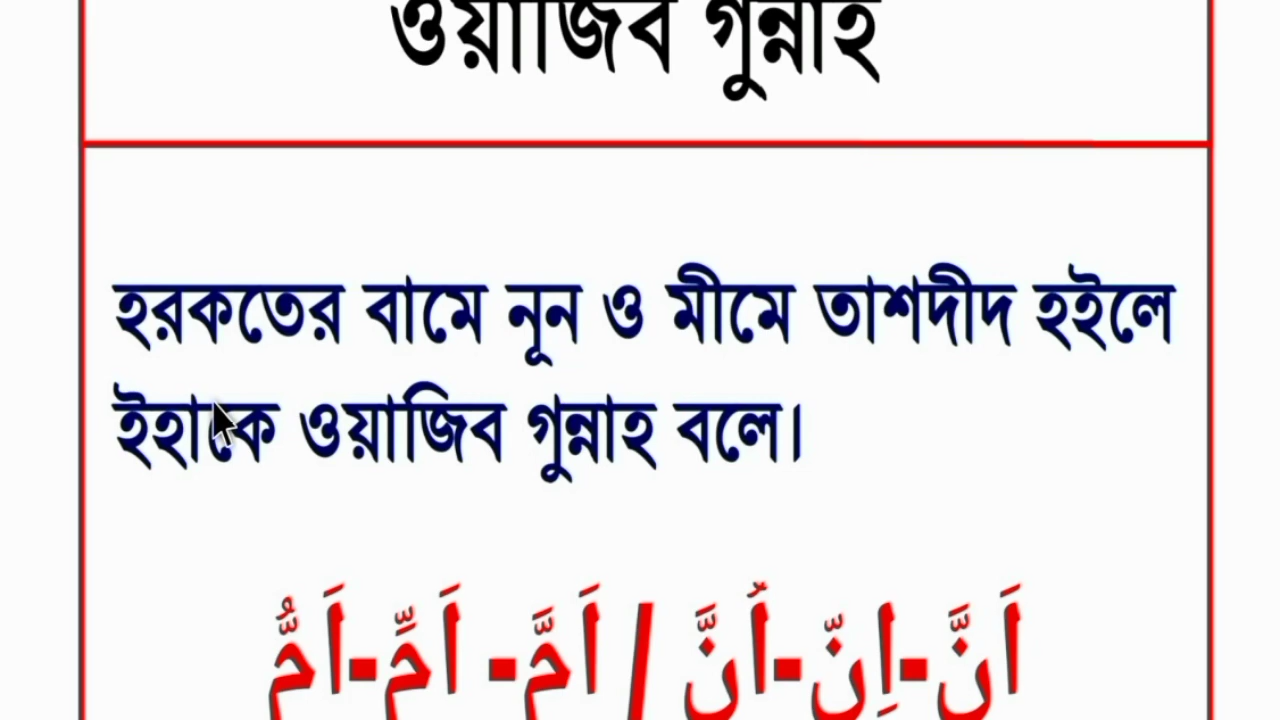 ওয়াজিব গুন্নাহ
হরকতের বামে নূন ও মীমে তাশদীদ হইলে
ইহাকে ওয়াজিব গুন্নাহ বলে।
اَنَّ-اِنِّ-اُنَّ / اَمَّ- اَمِّ-اَمُّ